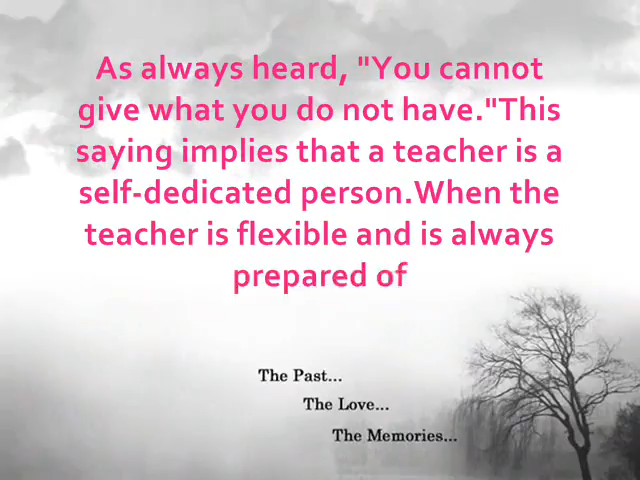 As always heard, "You cannot
give what you do not have."This
saying implies that a teacher is a
self-dedicated person.When the
teacher is flexible and is always
prepared of
The Past...
The Love...
The Memories...